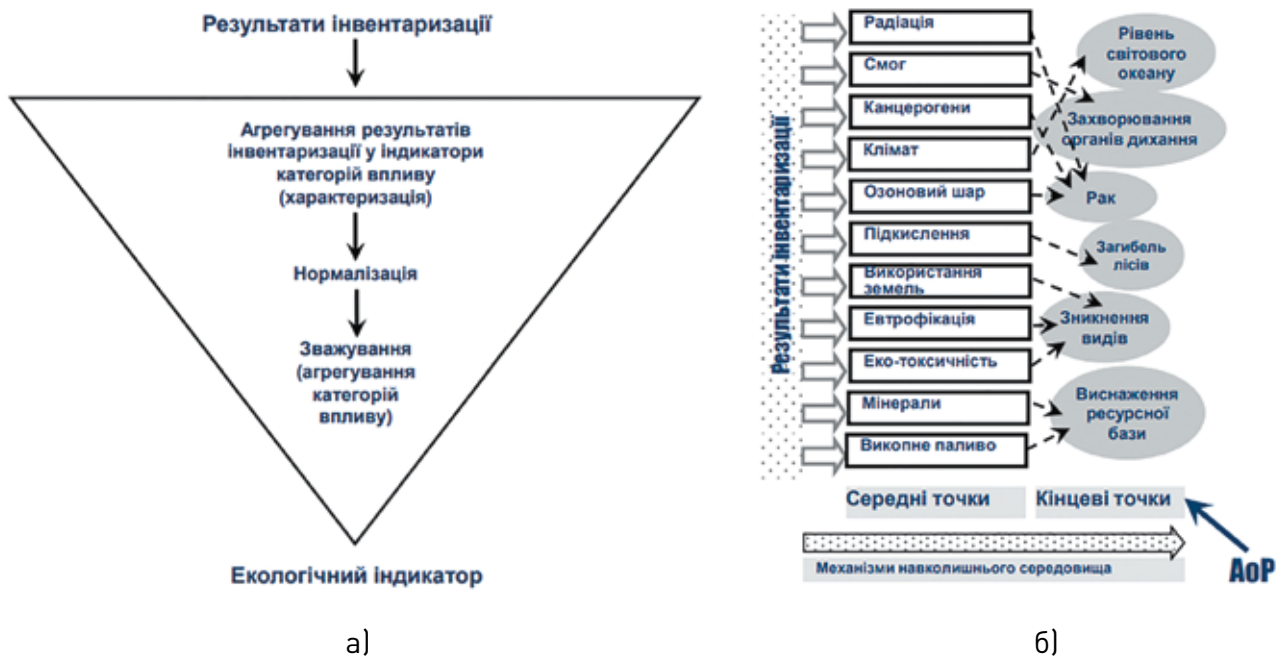 Результати інвентаризації
Агрегування результатів
інвентаризації у індикатори
категорій впливу
(характеризація)
Нормалізація
Зважування
(агрегування
категорій
впливу)
Екологічний індикатор
а)
Результати інвентаризації
Радіація
Смог
Канцерогени
Клімат
Озоновий шар
Підкислення
Використання
земель
Евтрофікація
Еко-токсичність
Мінерали
Викопне паливо
Рівень
світового
океану
Захворювання
органів дихання
Рак
Загибель
лісів
Зникнення
видів
Виснаження
ресурсної
бази
Середні точки
Кінцеві точки
Механізми навколишнього середовища
AoP
б)